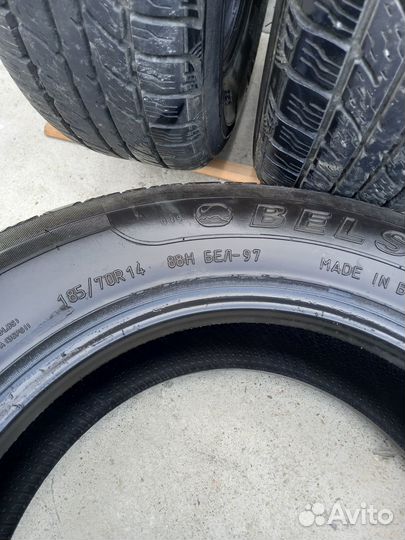 BELS
185/70R14 88H БЕЛ-97 MADE IN B
Avito